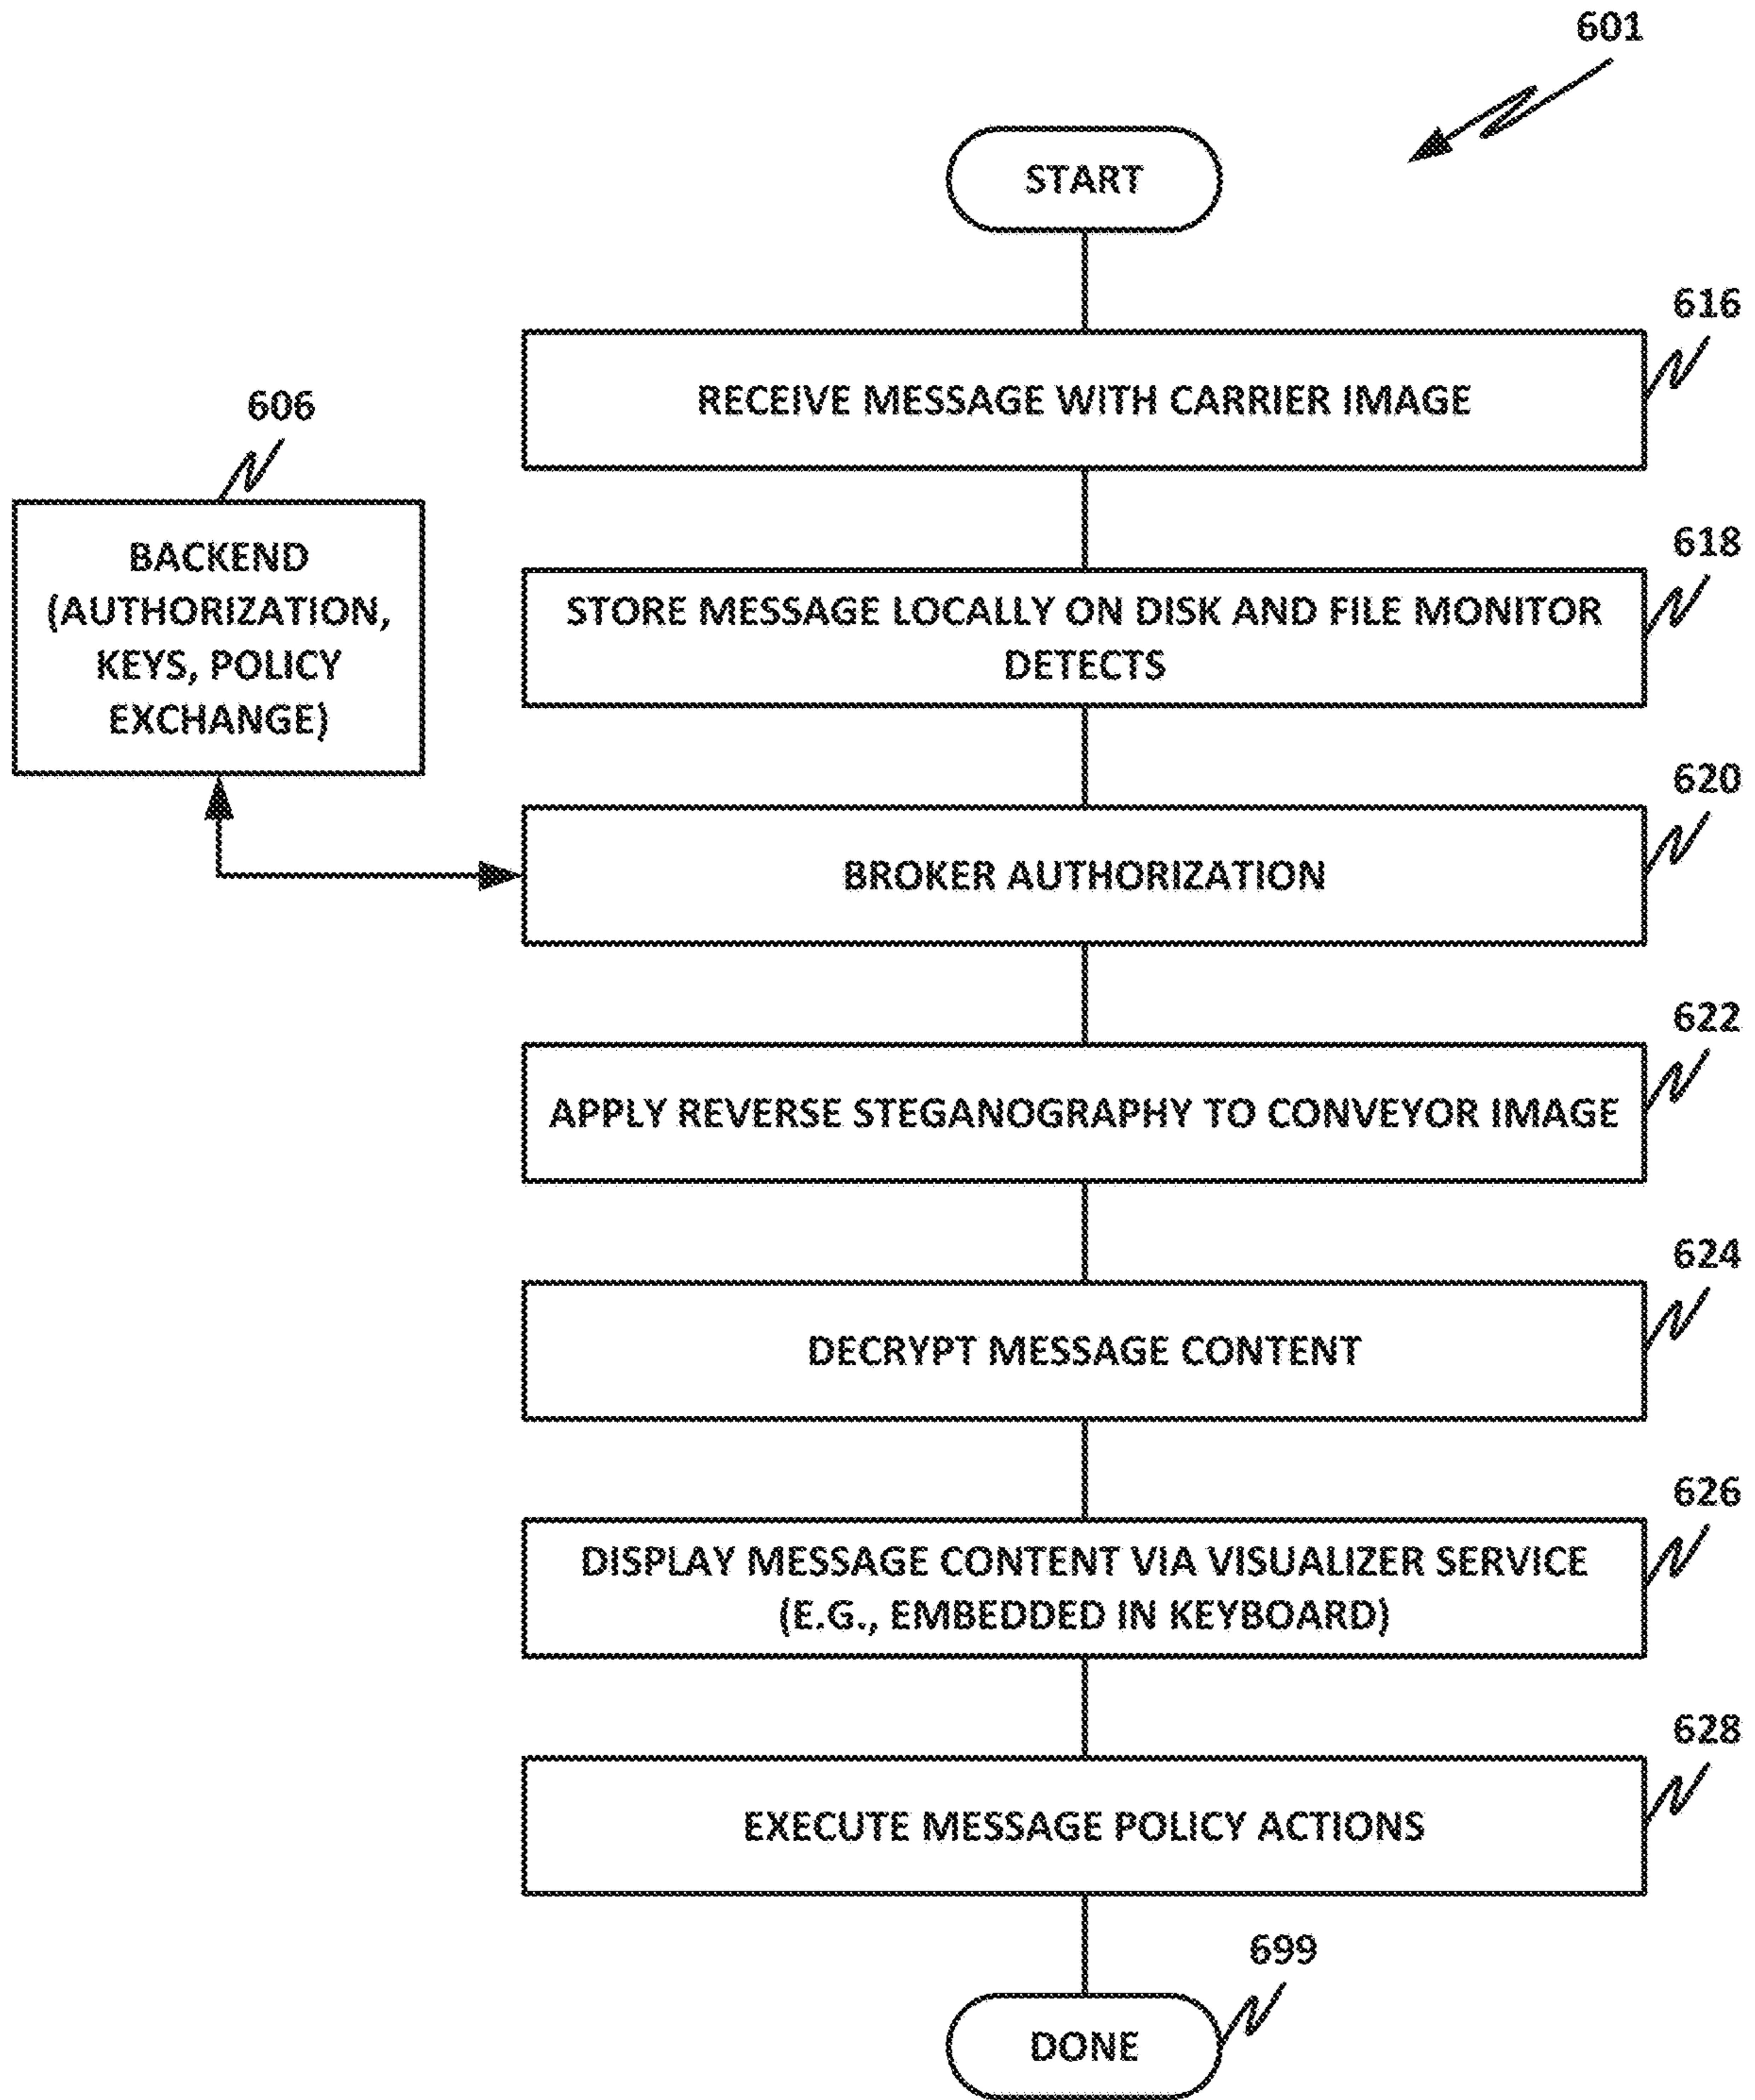 601
START
616
RECEIVE MESSAGE WITH CARRIER IMAGE
606
BACKEND
(AUTHORIZATION,
KEYS, POLICY
EXCHANGE)
618
STORE MESSAGE LOCALLY ON DISK AND FILE MONITOR
DETECTS
620
BROKER AUTHORIZATION
622
APPLY REVERSE STEGANOGRAPHY TO CONVEYOR IMAGE
624
DECRYPT MESSAGE CONTENT
626
DISPLAY MESSAGE CONTENT VIA VISUALIZER SERVICE
(E.G., EMBEDDED IN KEYBOARD)
628
EXECUTE MESSAGE POLICY ACTIONS
699
DONE